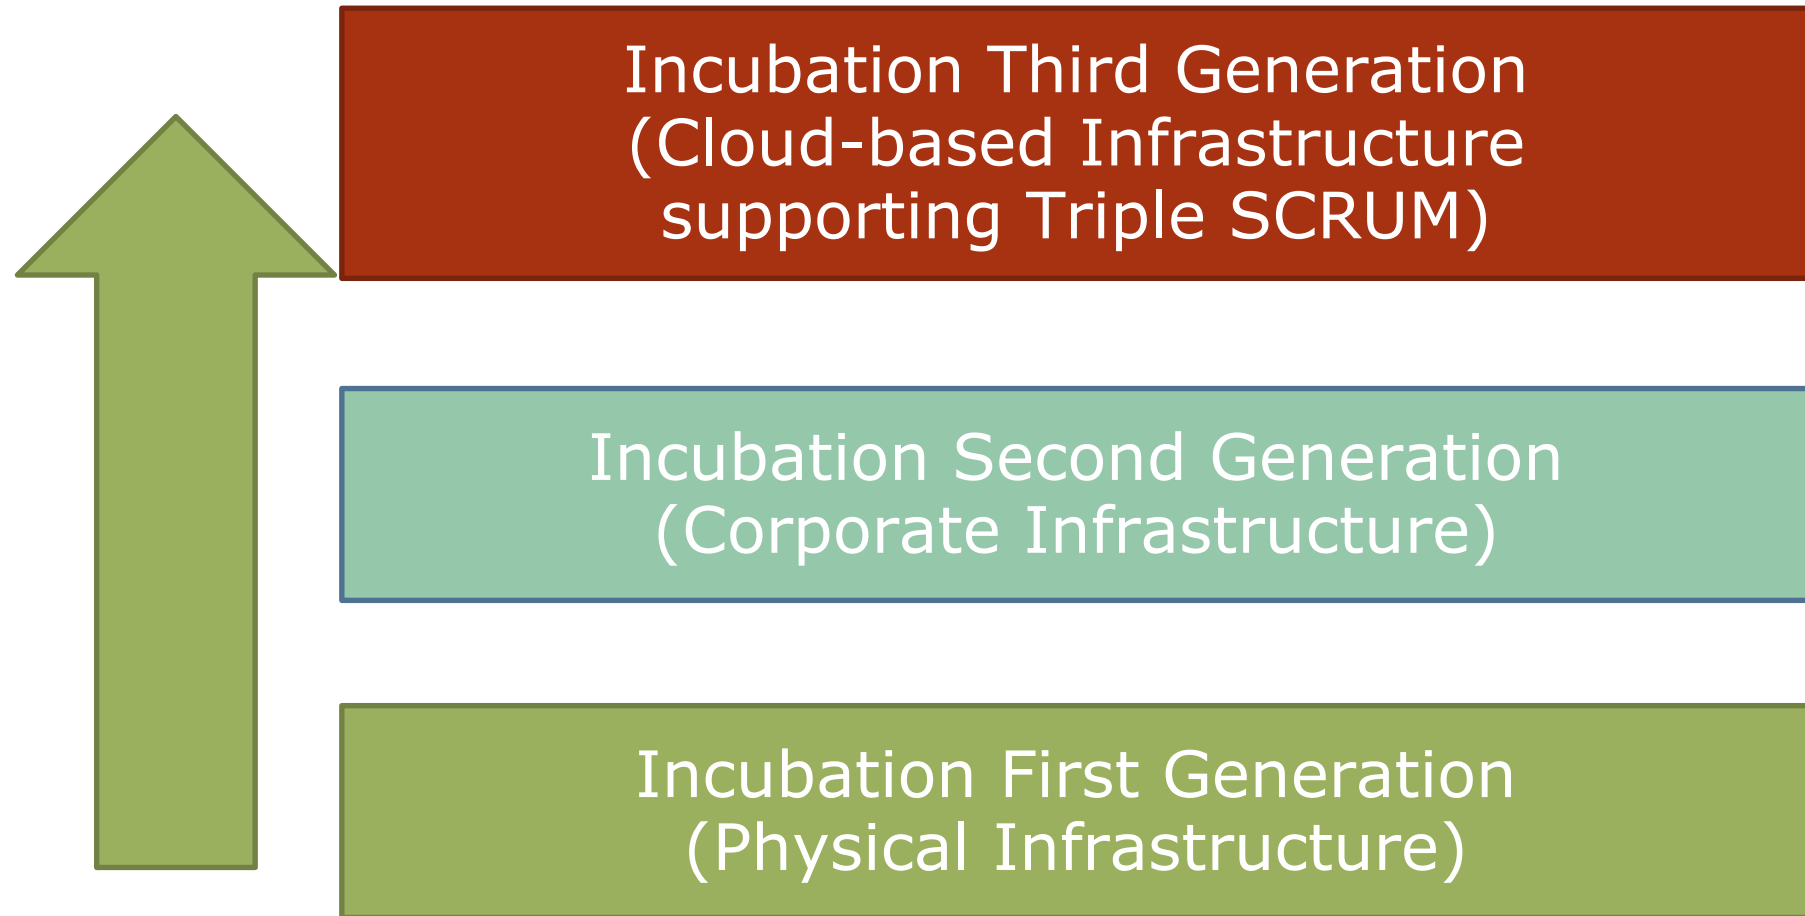 Incubation Third Generation
(Cloud-based Infrastructure
supporting Triple SCRUM)
Incubation Second Generation
(Corporate Infrastructure)
Incubation First Generation
(Physical Infrastructure)